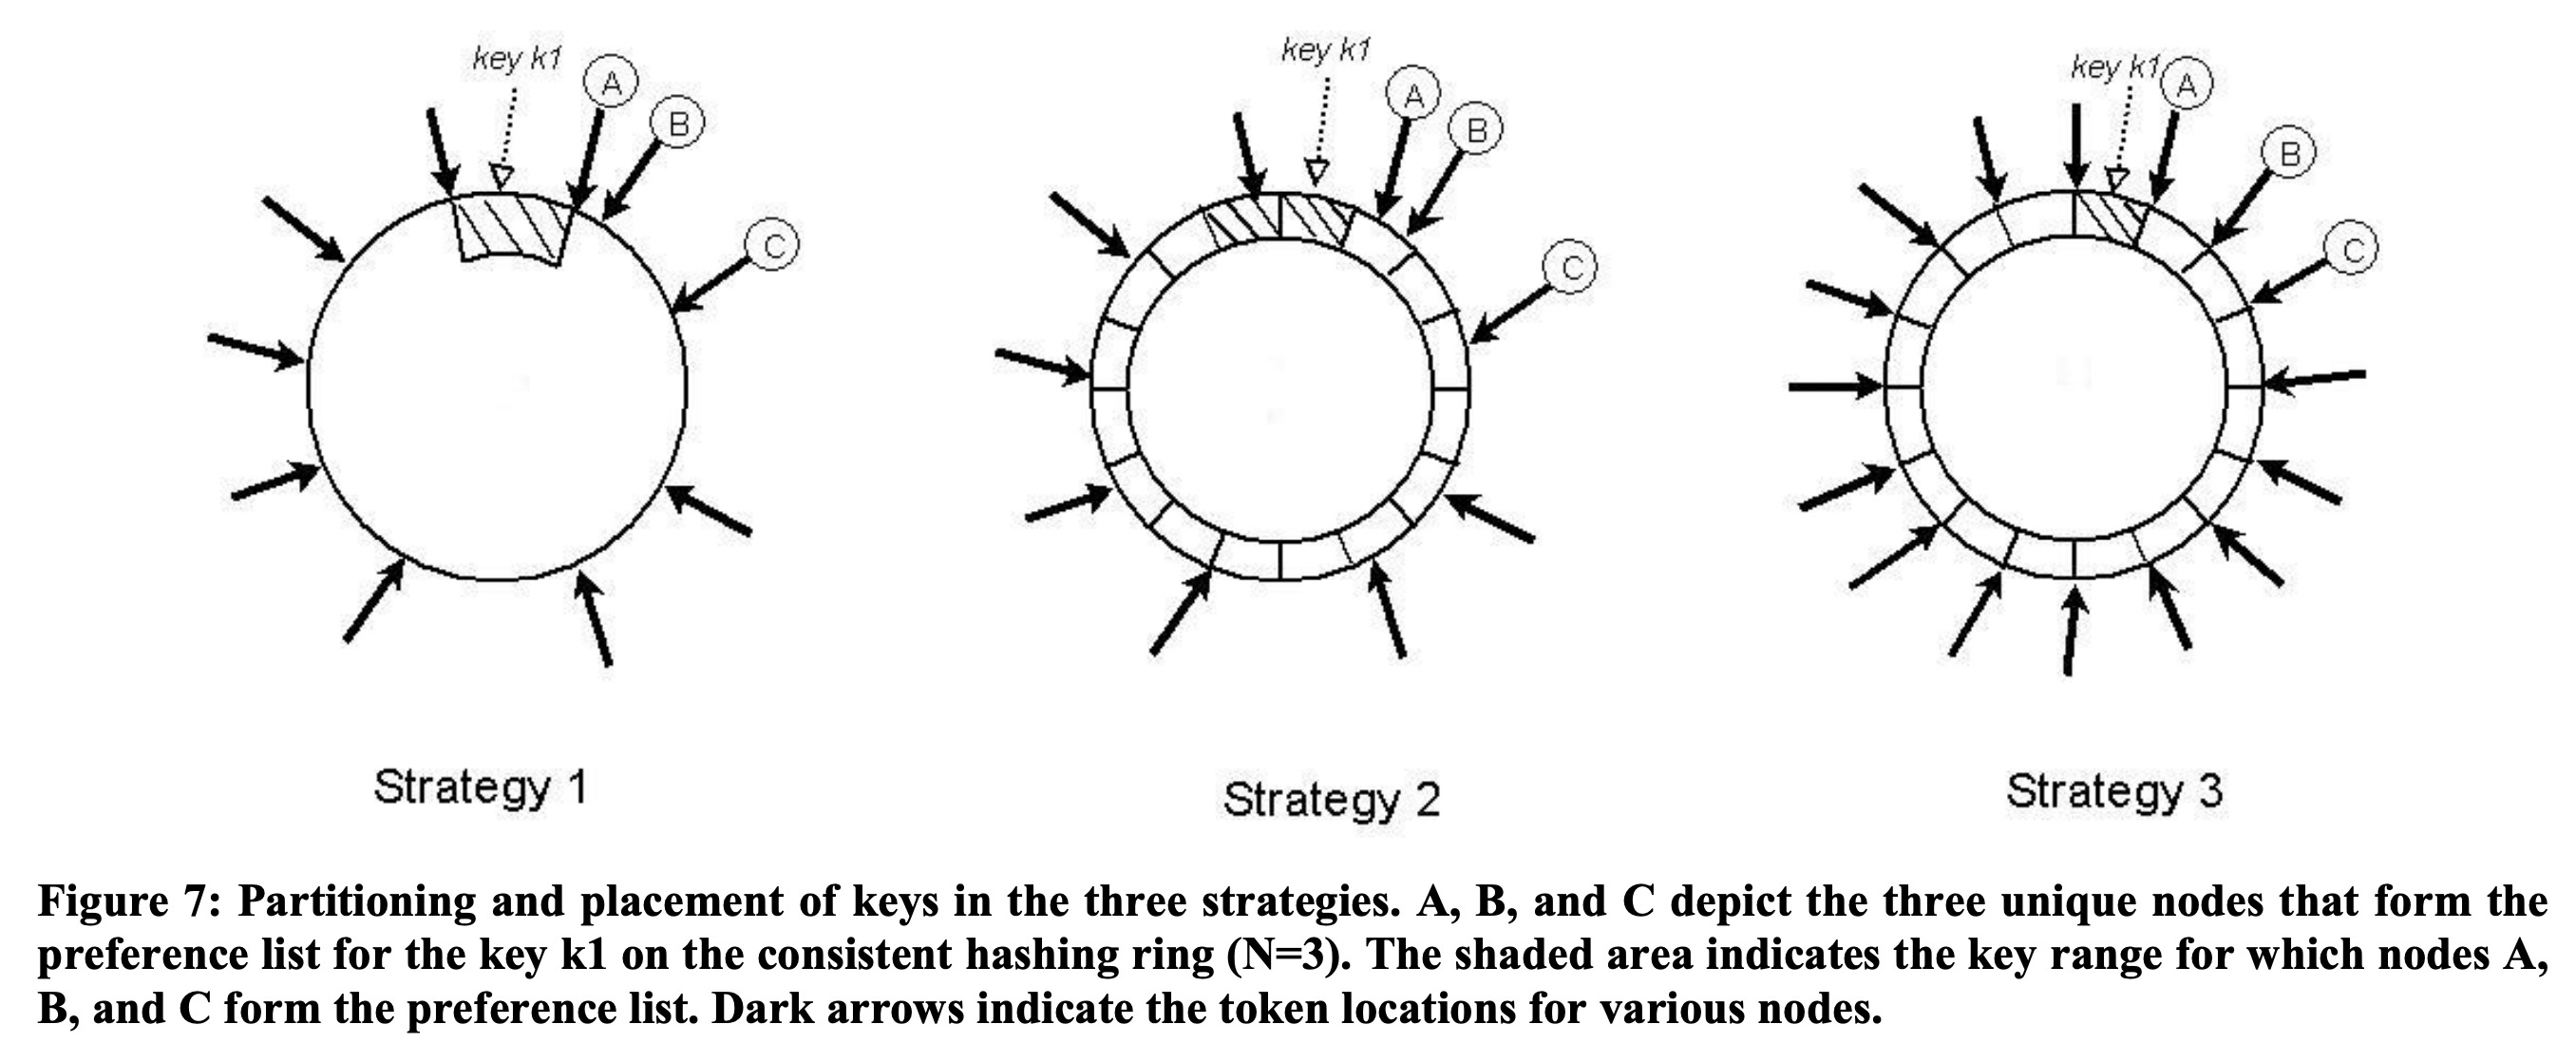 key k1
A
B
C
key k1
A
B
C
key k1
A
B
C
Strategy 1
Strategy 2
Strategy 3
Figure 7: Partitioning and placement of keys in the three strategies. A, B, and C depict the three unique nodes that form the
preference list for the key k1 on the consistent hashing ring (N=3). The shaded area indicates the key range for which nodes A,
B, and C form the preference list. Dark arrows indicate the token locations for various nodes.